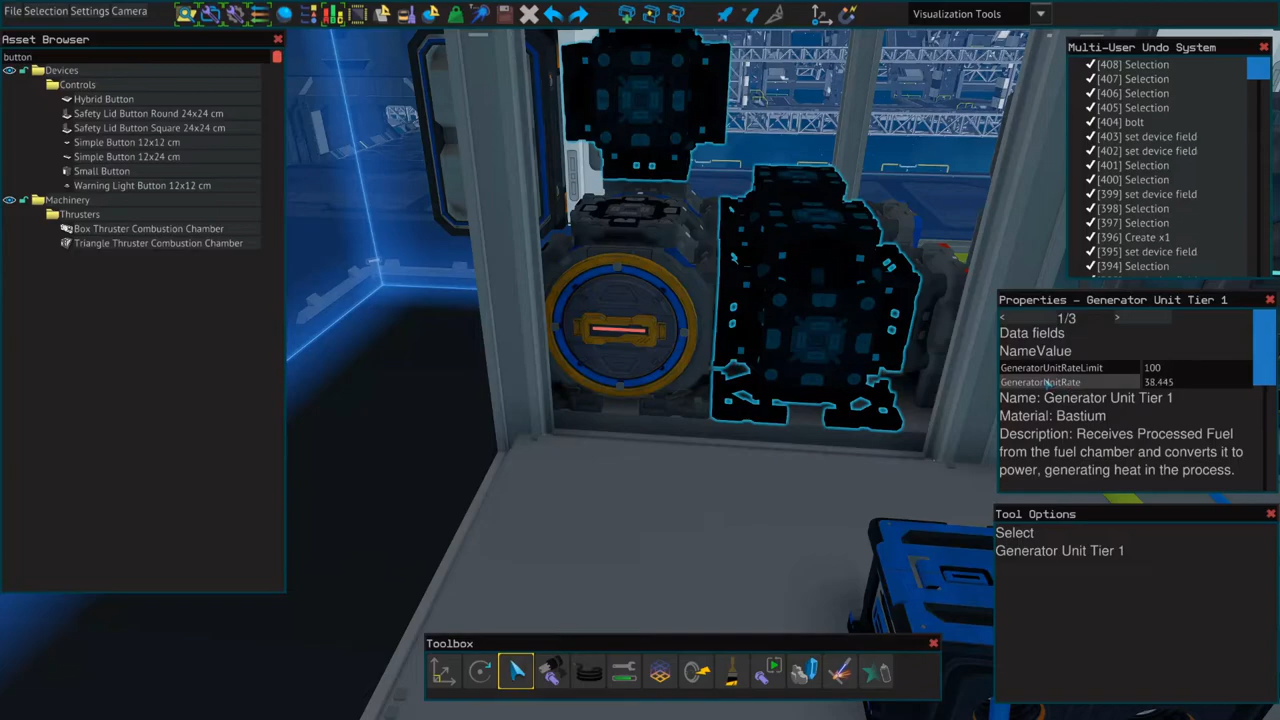 File Selection Settings Camera
Visualization Tools
Asset Browser
button
Devices
Controls
Hybrid Button
Safety Lid Button Round 24x24 cm
Safety Lid Button Square 24x24 cm
Simple Button 12x12 cm
Simple Button 12x24 cm
Small Button
Warning Light Button 12x12 cm
Machinery
Thrusters
Box Thruster Combustion Chamber
Triangle Thruster Combustion Chamber
Multi-User Undo System
[408] Selection
[407] Selection
[406] Selection
[405] Selection
[404] bolt
[403] set device field
[402] set device field
[401] Selection
[400] Selection
[399] set device field
[398] Selection
[397] Selection
[396] Create x1
[395] set device field
[394] Selection
Properties - Generator Unit Tier 1
< 1/3 >
Data fields
NameValue
GeneratorUnitRateLimit 100
GeneratorUnitRate 38.445
Name: Generator Unit Tier 1
Material: Bastium
Description: Receives Processed Fuel
from the fuel chamber and converts it to
power, generating heat in the process.
Tool Options
Select
Generator Unit Tier 1
Toolbox